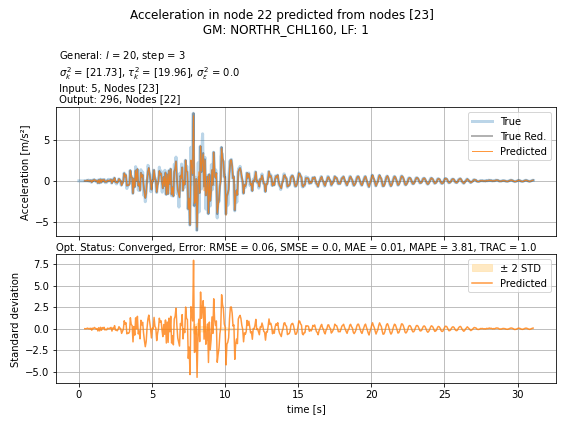 Acceleration in node 22 predicted from nodes [23]
GM: NORTHR_CHL160, LF: 1
General: l = 20, step = 3
σ²ₖ = [21.73], τ²ₖ = [19.96], σ²ε = 0.0
Input: 5, Nodes [23]
Output: 296, Nodes [22]
Acceleration [m/s²]
5
0
−5
True
True Red.
Predicted
Opt. Status: Converged, Error: RMSE = 0.06, SMSE = 0.0, MAE = 0.01, MAPE = 3.81, TRAC = 1.0
Standard deviation
7.5
5.0
2.5
0.0
−2.5
−5.0
± 2 STD
Predicted
0 5 10 15 20 25 30
time [s]